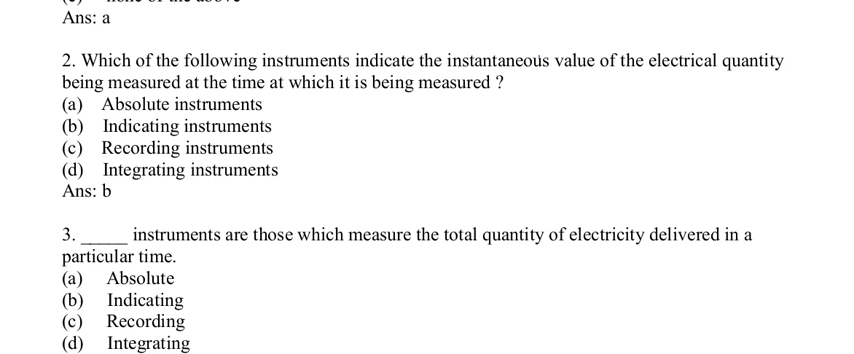 Ans: a
2. Which of the following instruments indicate the instantaneous value of the electrical quantity
being measured at the time at which it is being measured ?
(a) Absolute instruments
(b) Indicating instruments
(c) Recording instruments
(d) Integrating instruments
Ans: b
3. _____ instruments are those which measure the total quantity of electricity delivered in a
particular time.
(a) Absolute
(b) Indicating
(c) Recording
(d) Integrating